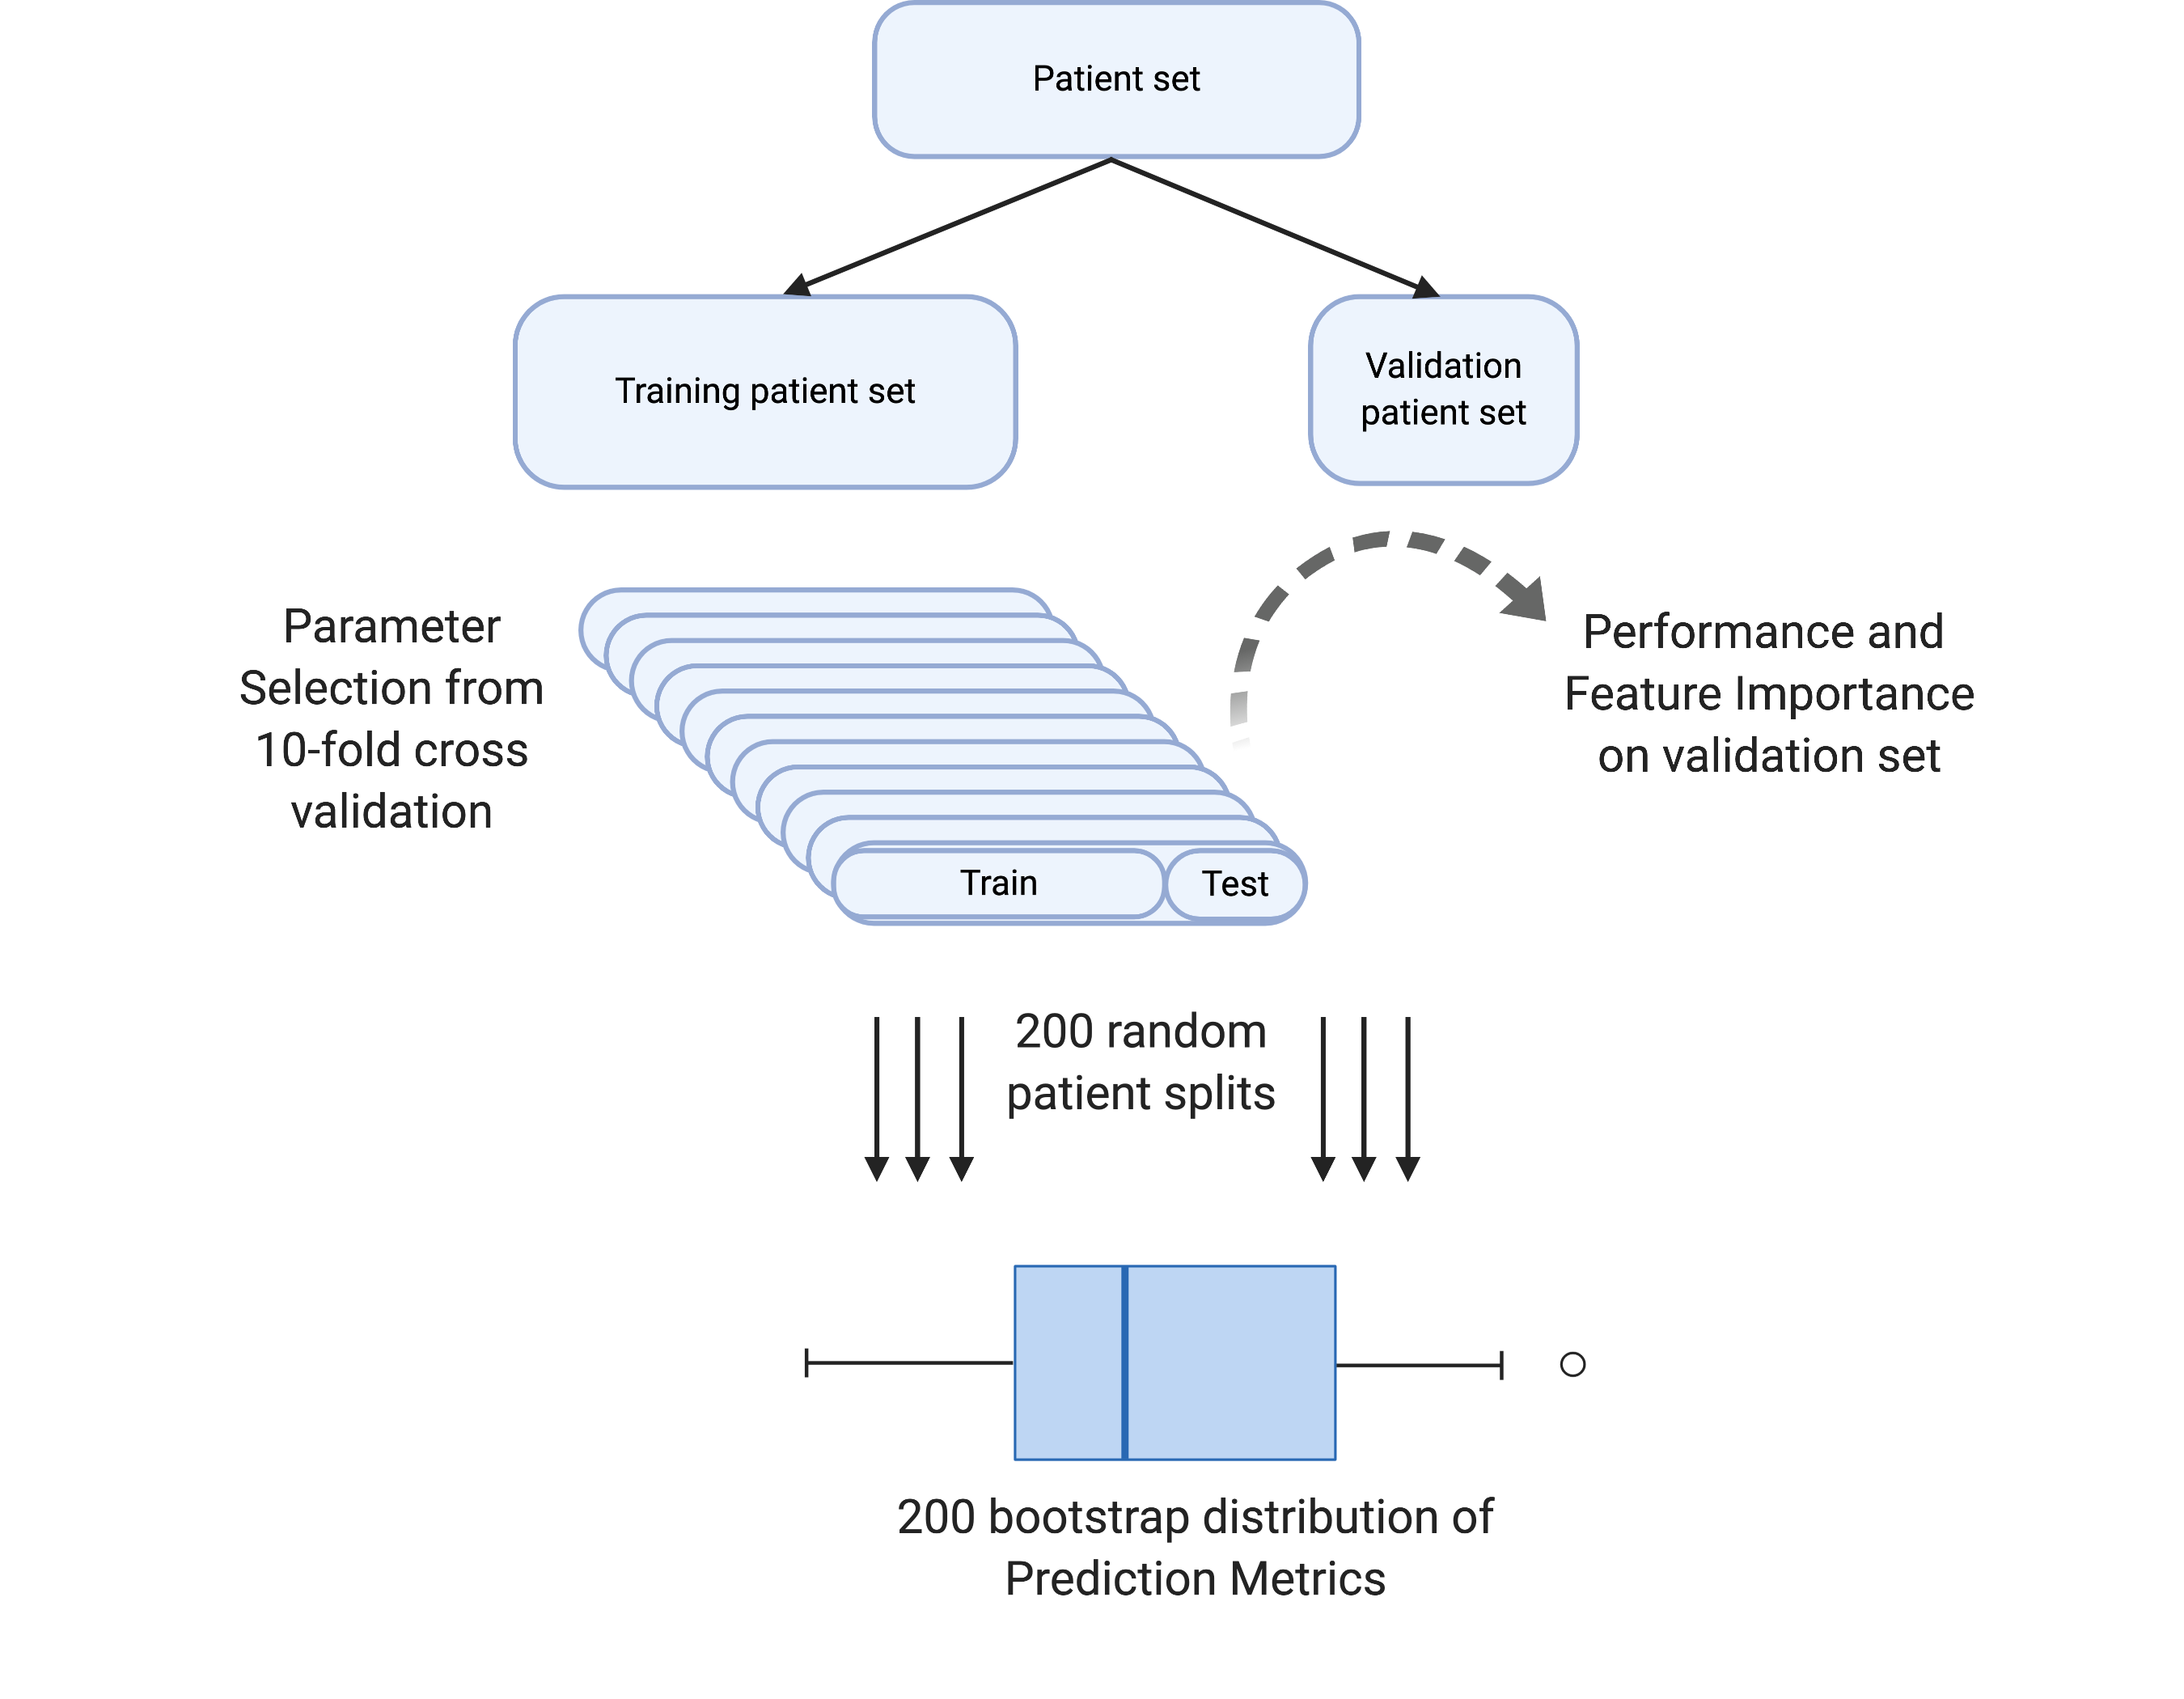 Patient set
Training patient set
Validation
patient set
Parameter
Selection from
10-fold cross
validation
Performance and
Feature Importance
on validation set
Train
Test
200 random
patient splits
200 bootstrap distribution of
Prediction Metrics